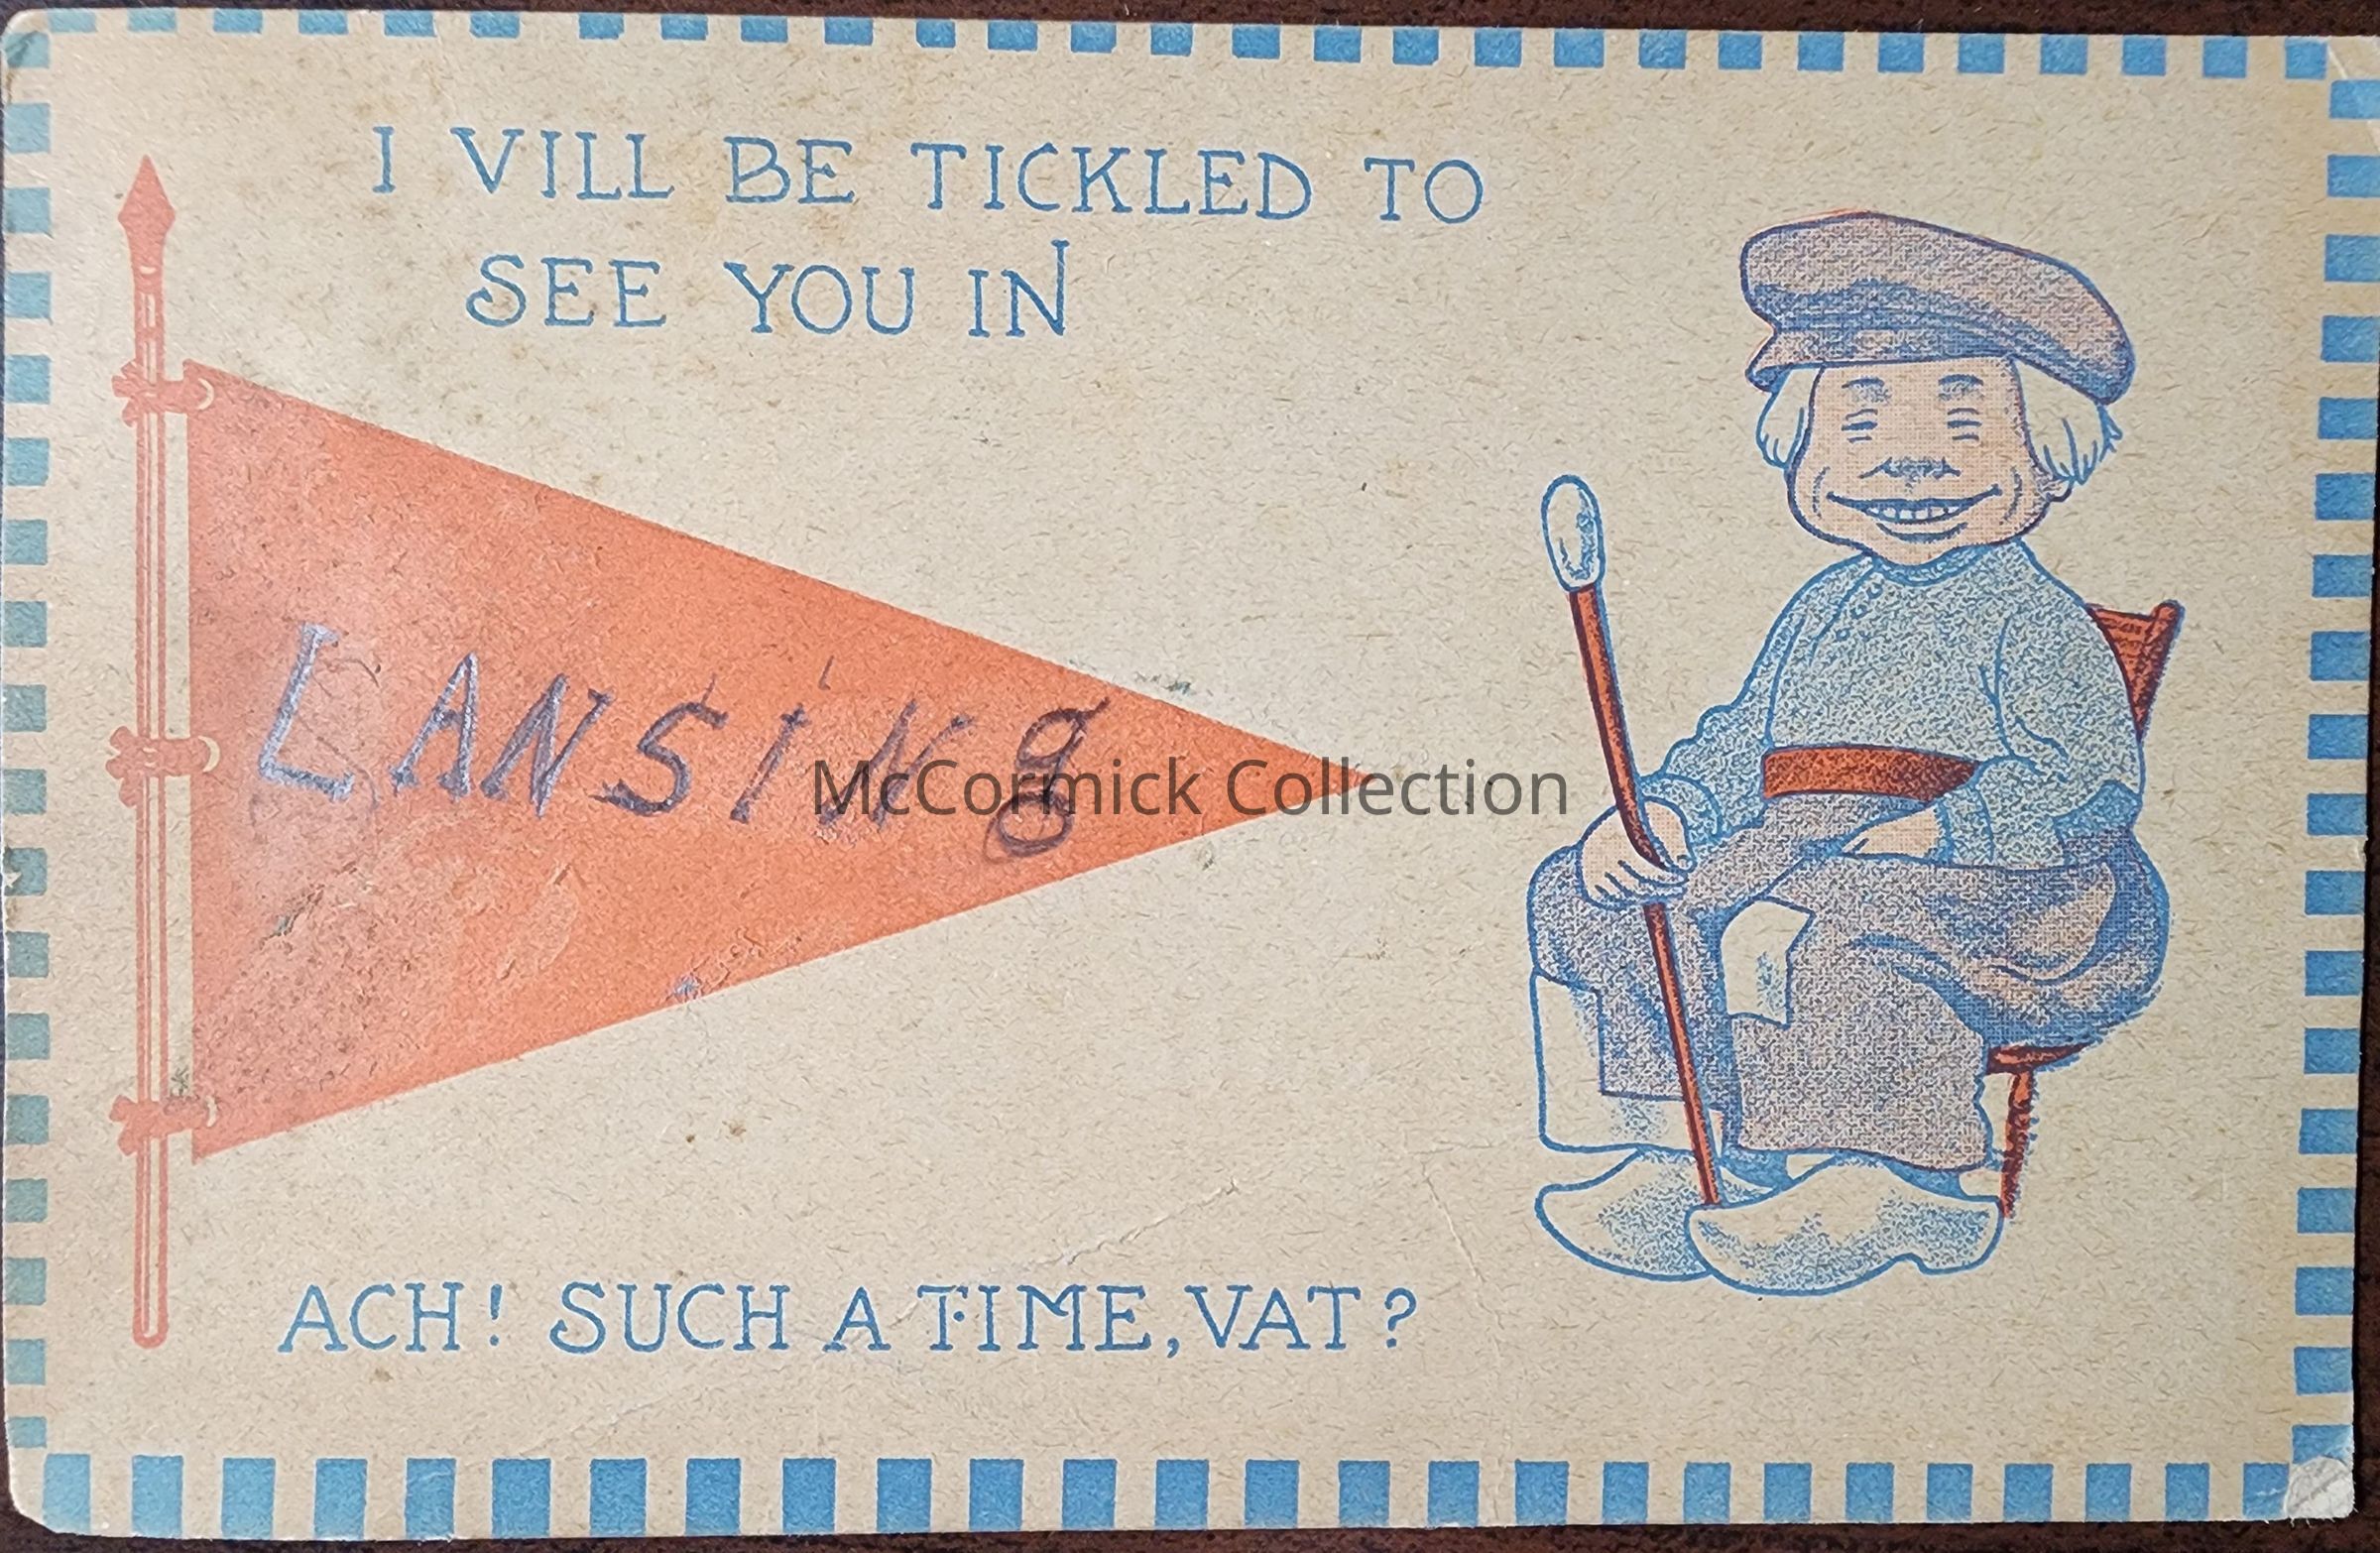 I VILL BE TICKLED TO
SEE YOU IN
LANSINg
McCormick Collection
ACH! SUCH A TIME, VAT?